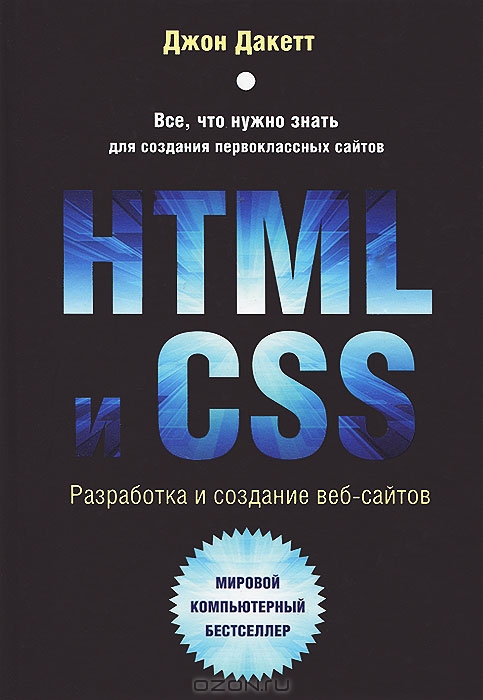 Джон Дакетт
Все, что нужно знать
для создания первоклассных сайтов
HTML
и CSS
Разработка и создание веб-сайтов
МИРОВОЙ
КОМПЬЮТЕРНЫЙ
БЕСТСЕЛЛЕР
OZON.ru